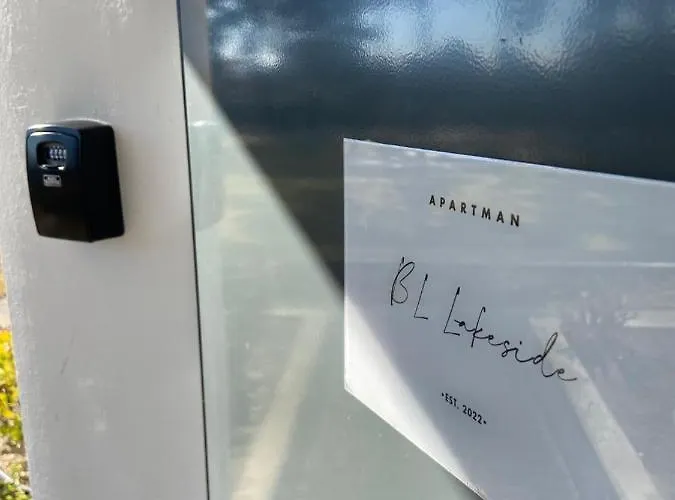 APARTMAN
BL Lakeside
•EST. 2022•